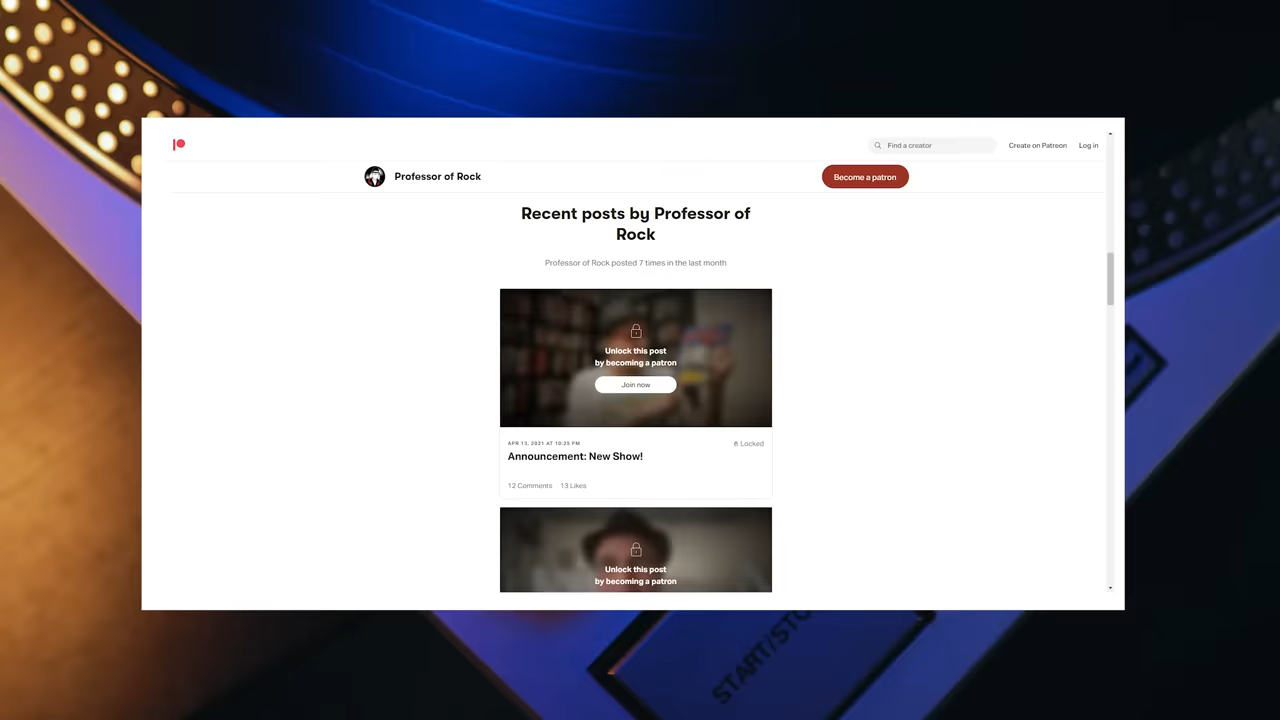 Find a creator
Create on Patreon
Log in
Professor of Rock
Become a patron
Recent posts by Professor of
Rock
Professor of Rock posted 7 times in the last month
Unlock this post
by becoming a patron
Join now
APR 13, 2021 AT 10:25 PM
Locked
Announcement: New Show!
12 Comments 13 Likes
Unlock this post
by becoming a patron
START/STO